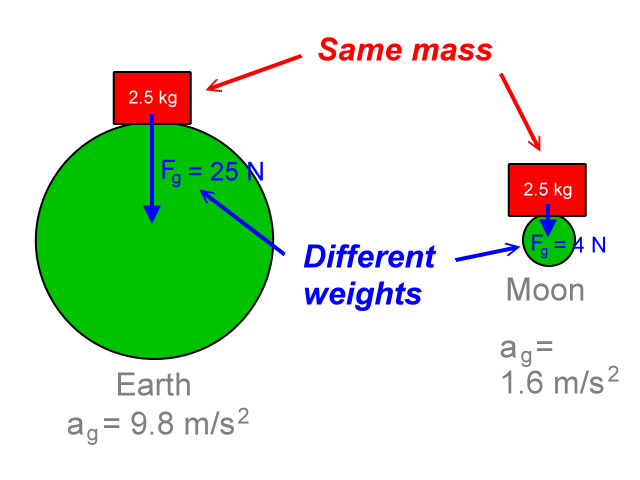 Same mass
2.5 kg
Fg = 25 N
2.5 kg
Fg = 4 N
Different
weights
Moon
ag =
1.6 m/s²
Earth
ag = 9.8 m/s²